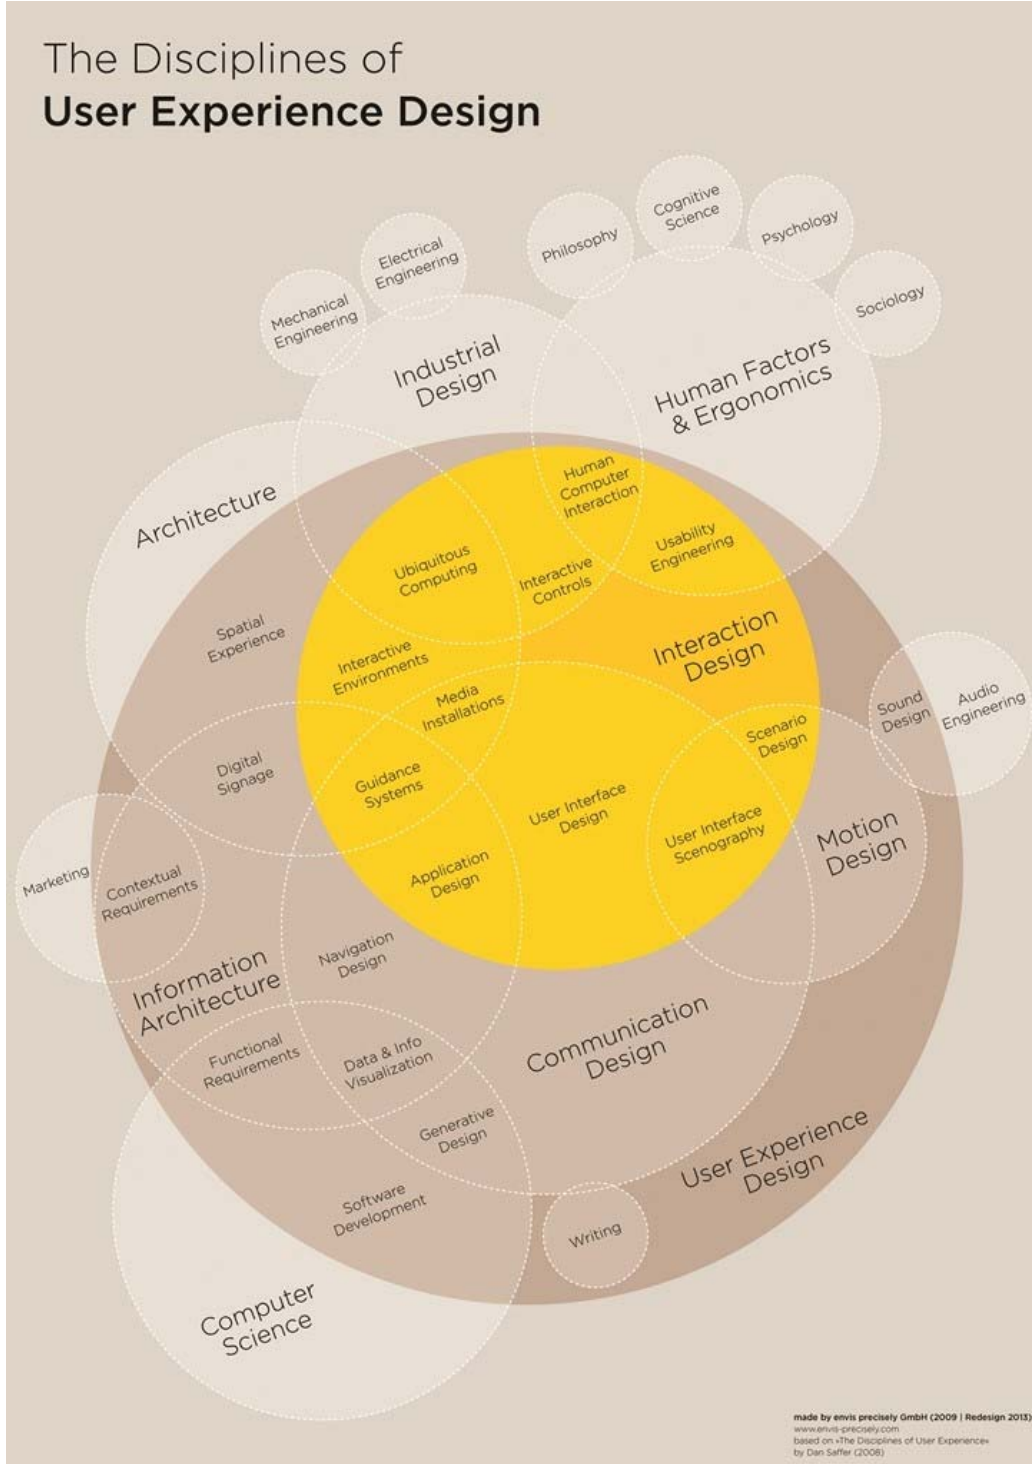 The Disciplines of
User Experience Design
Cognitive
Science
Psychology
Philosophy
Electrical
Engineering
Sociology
Mechanical
Engineering
Industrial
Design
Human Factors
& Ergonomics
Architecture
Human
Computer
Interaction
Usability
Engineering
Ubiquitous
Computing
Interactive
Controls
Spatial
Experience
Interactive
Environments
Interaction
Design
Media
Installations
Sound
Design
Audio
Engineering
Scenario
Design
Digital
Signage
Guidance
Systems
User Interface
Design
User Interface
Scenography
Motion
Design
Marketing
Contextual
Requirements
Application
Design
Navigation
Design
Information
Architecture
Communication
Design
Functional
Requirements
Data & Info
Visualization
Generative
Design
User Experience
Design
Software
Development
Writing
Computer
Science
made by envis precisely GmbH (2009 | Redesign 2013)
www.envis-precisely.com
based on »The Disciplines of User Experience«
by Dan Saffer (2008)